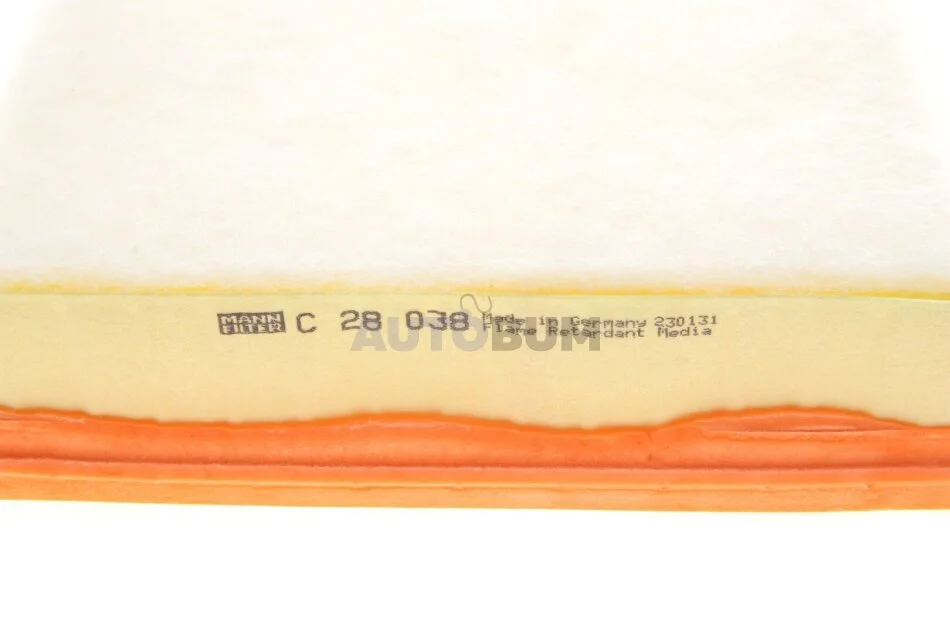 MANN
FILTER
C 28 038
Made in Germany 230131
Flame Retardant Media
AUTOBUM